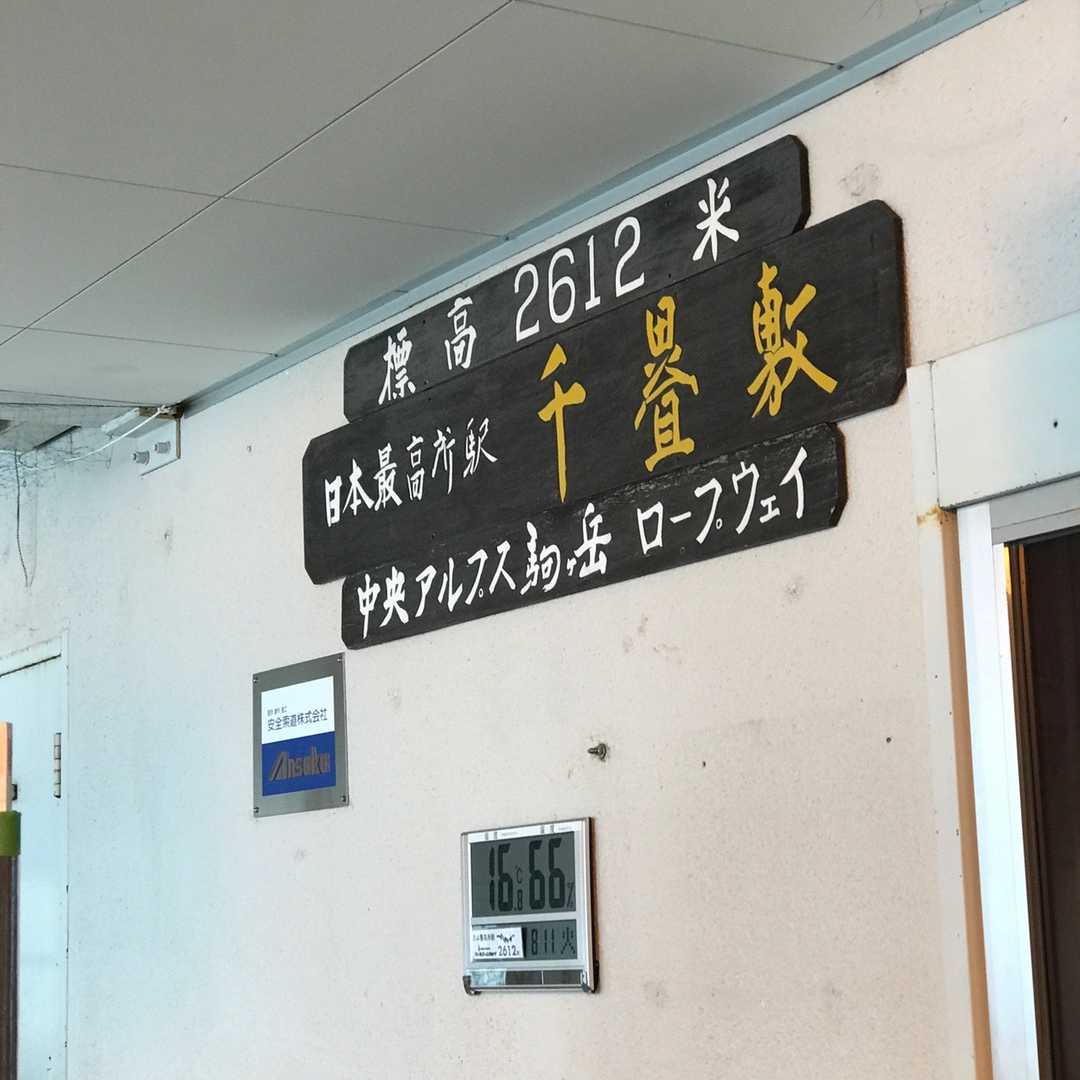 標高 2612 米
日本最高所駅 千畳敷
中央アルプス駒ヶ岳 ロープウェイ
安全索道株式会社
Ansaku
16.8℃ 66%
2612
8 11 火